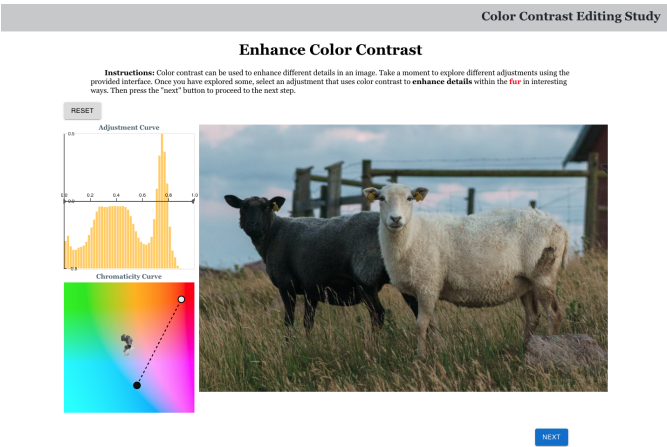 Color Contrast Editing Study
Enhance Color Contrast
Instructions: Color contrast can be used to enhance different details in an image. Take a moment to explore different adjustments using the
provided interface. Once you have explored some, select an adjustment that uses color contrast to enhance details within the fur in interesting
ways. Then press the "next" button to proceed to the next step.
RESET
Adjustment Curve
0.5
0.0 0.2 0.4 0.6 0.8 1.0
0.0
-0.5
Chromaticity Curve
NEXT